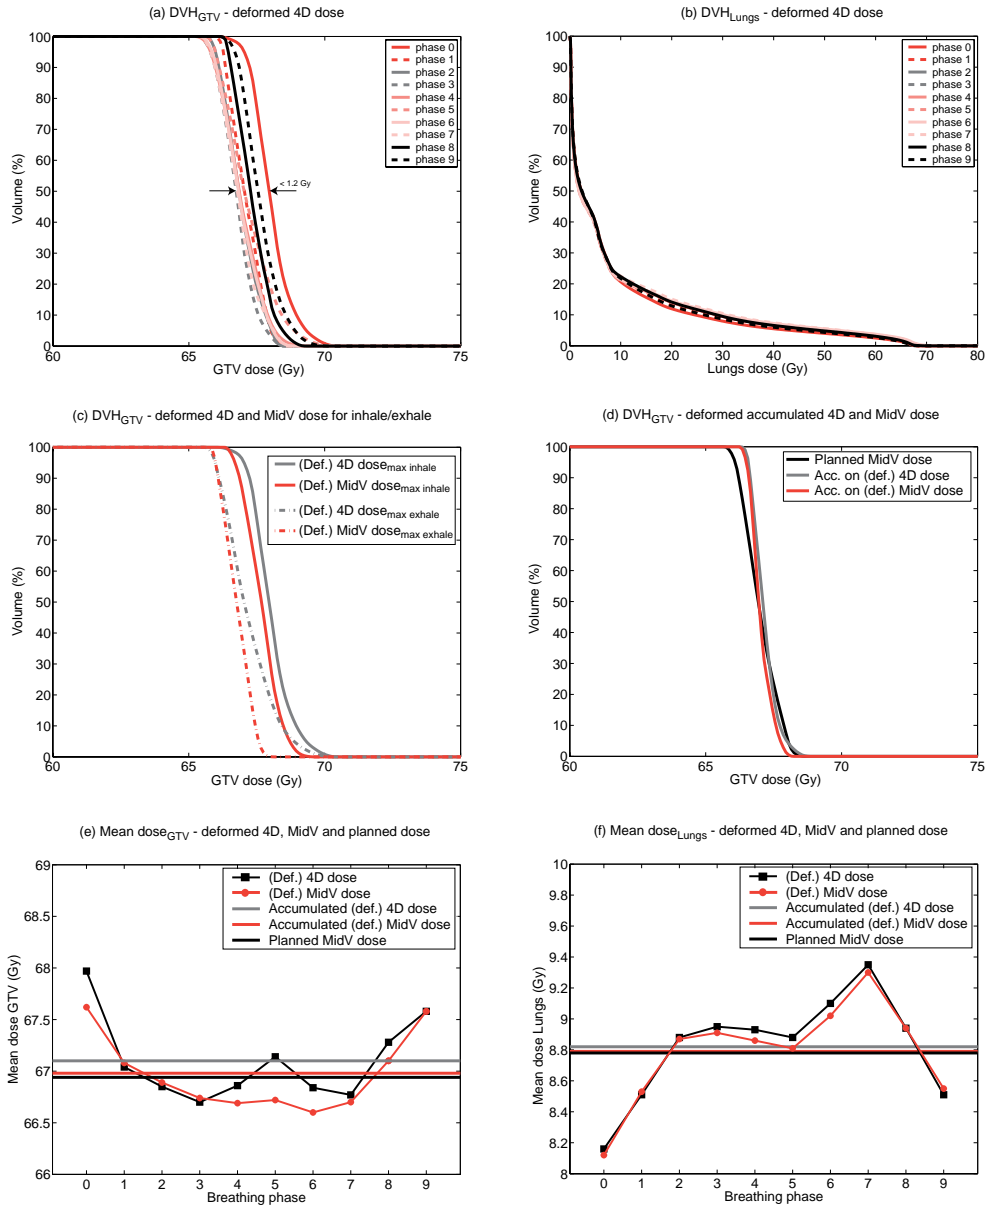 (a) DVH_GTV - deformed 4D dose
100
90
80
70
60
50
40
30
20
10
0
Volume (%)
phase 0
phase 1
phase 2
phase 3
phase 4
phase 5
phase 6
phase 7
phase 8
phase 9
< 1.2 Gy
60 65 70 75
GTV dose (Gy)
(b) DVH_Lungs - deformed 4D dose
100
90
80
70
60
50
40
30
20
10
0
Volume (%)
phase 0
phase 1
phase 2
phase 3
phase 4
phase 5
phase 6
phase 7
phase 8
phase 9
0 10 20 30 40 50 60 70 80
Lungs dose (Gy)
(c) DVH_GTV - deformed 4D and MidV dose for inhale/exhale
100
90
80
70
60
50
40
30
20
10
0
Volume (%)
(Def.) 4D dose_max inhale
(Def.) MidV dose_max inhale
(Def.) 4D dose_max exhale
(Def.) MidV dose_max exhale
60 65 70 75
GTV dose (Gy)
(d) DVH_GTV - deformed accumulated 4D and MidV dose
100
90
80
70
60
50
40
30
20
10
0
Volume (%)
Planned MidV dose
Acc. on (def.) 4D dose
Acc. on (def.) MidV dose
60 65 70 75
GTV dose (Gy)
(e) Mean dose_GTV - deformed 4D, MidV and planned dose
69
68.5
68
67.5
67
66.5
66
Mean dose GTV (Gy)
(Def.) 4D dose
(Def.) MidV dose
Accumulated (def.) 4D dose
Accumulated (def.) MidV dose
Planned MidV dose
0 1 2 3 4 5 6 7 8 9
Breathing phase
(f) Mean dose_Lungs - deformed 4D, MidV and planned dose
10
9.8
9.6
9.4
9.2
9
8.8
8.6
8.4
8.2
8
Mean dose Lungs (Gy)
(Def.) 4D dose
(Def.) MidV dose
Accumulated (def.) 4D dose
Accumulated (def.) MidV dose
Planned MidV dose
0 1 2 3 4 5 6 7 8 9
Breathing phase